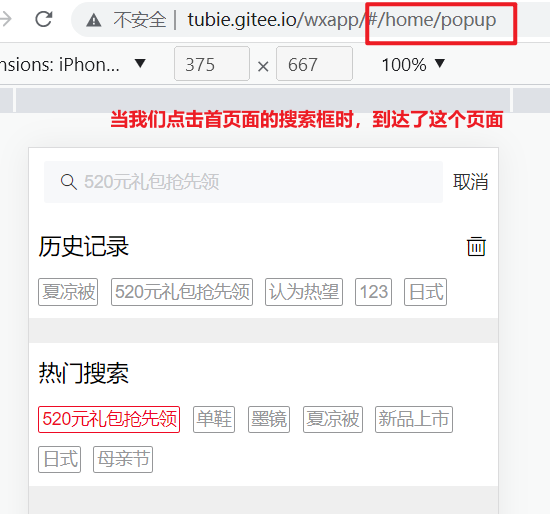 不安全 | tubie.gitee.io/wxapp/#/home/popup
nsions: iPhon... ▼ 375 × 667 100% ▼
当我们点击首页面的搜索框时，到达了这个页面
520元礼包抢先领 取消
历史记录
夏凉被 520元礼包抢先领 认为热望 123 日式
热门搜索
520元礼包抢先领 单鞋 墨镜 夏凉被 新品上市
日式 母亲节